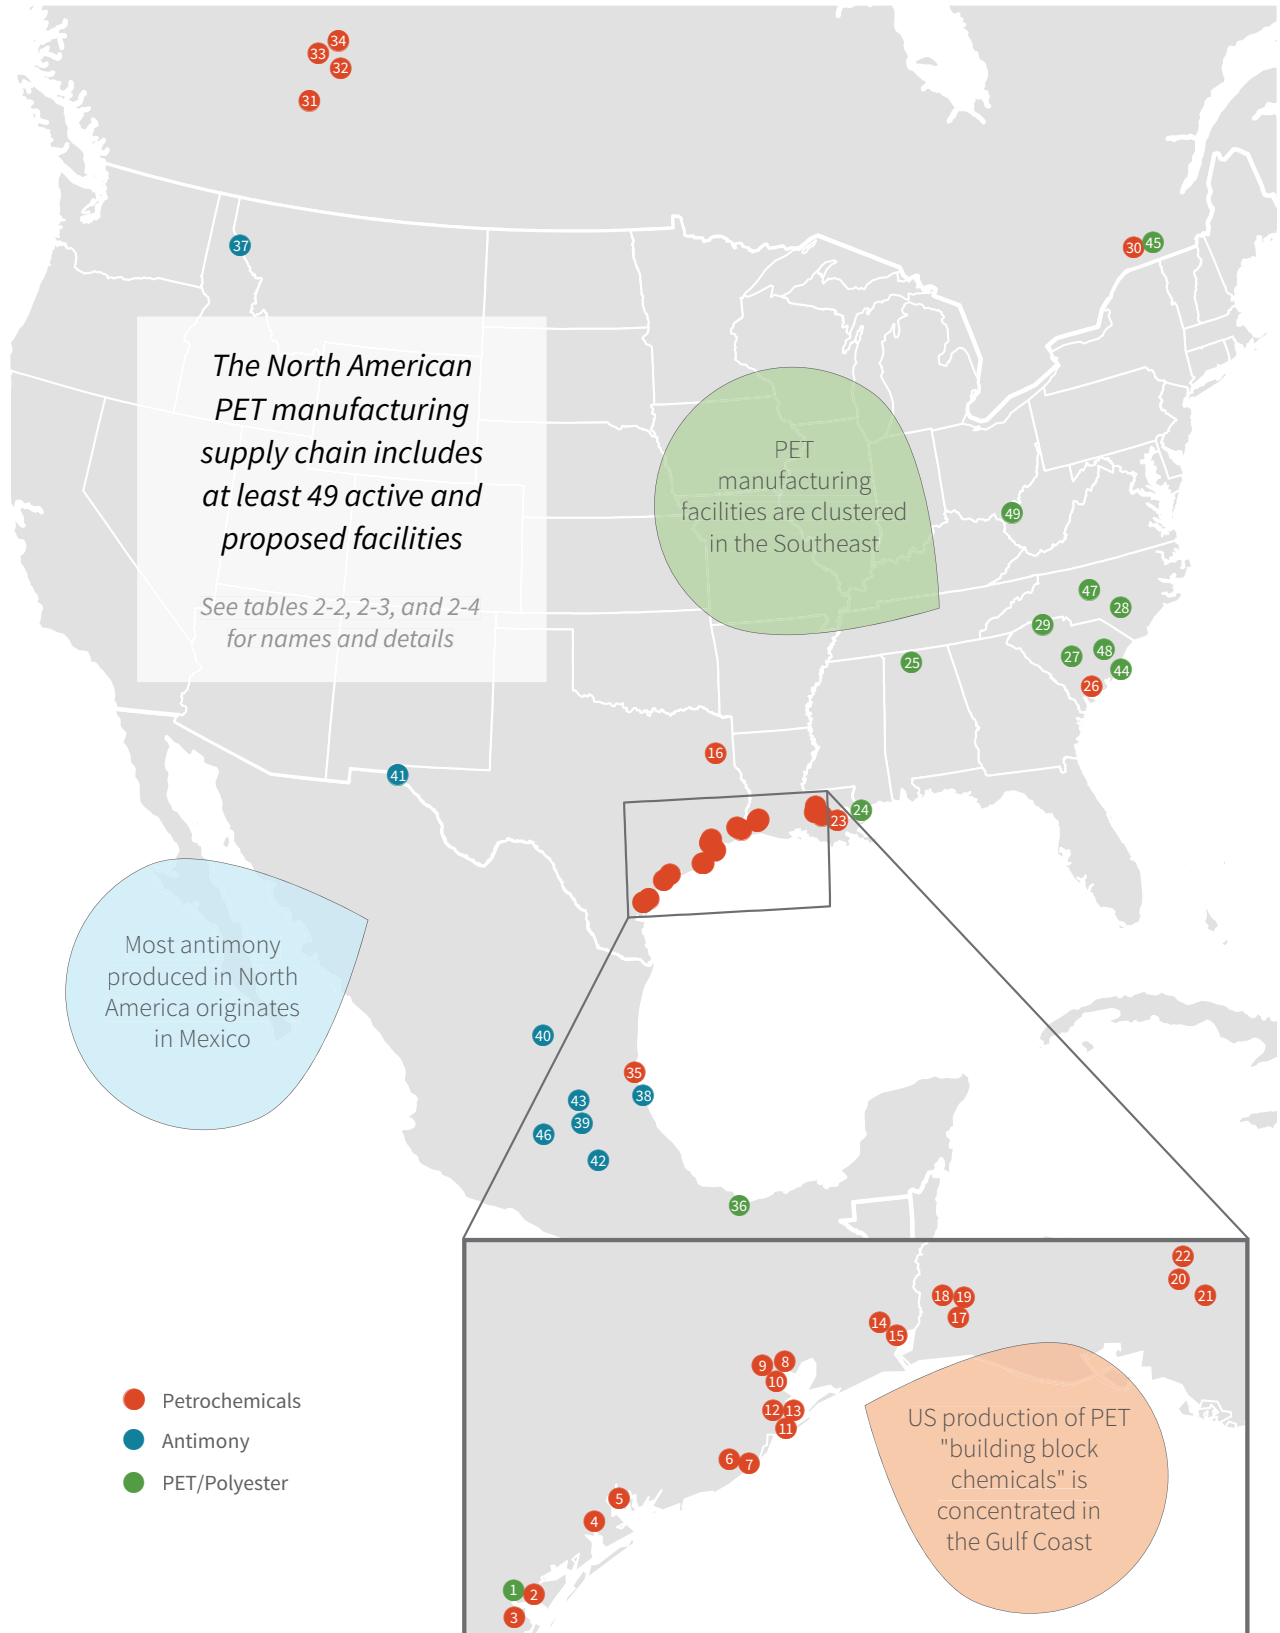 34
33
32
31
37
30
45
The North American
PET manufacturing
supply chain includes
at least 49 active and
proposed facilities
See tables 2-2, 2-3, and 2-4
for names and details
PET
manufacturing
facilities are clustered
in the Southeast
49
47
28
29
48
27
25
44
26
16
41
24
23
Most antimony
produced in North
America originates
in Mexico
40
35
38
43
39
46
42
36
22
20
21
18
19
17
14
15
9
8
10
12
13
11
6
7
5
4
1
2
3
US production of PET
"building block
chemicals" is
concentrated in
the Gulf Coast
Petrochemicals
Antimony
PET/Polyester